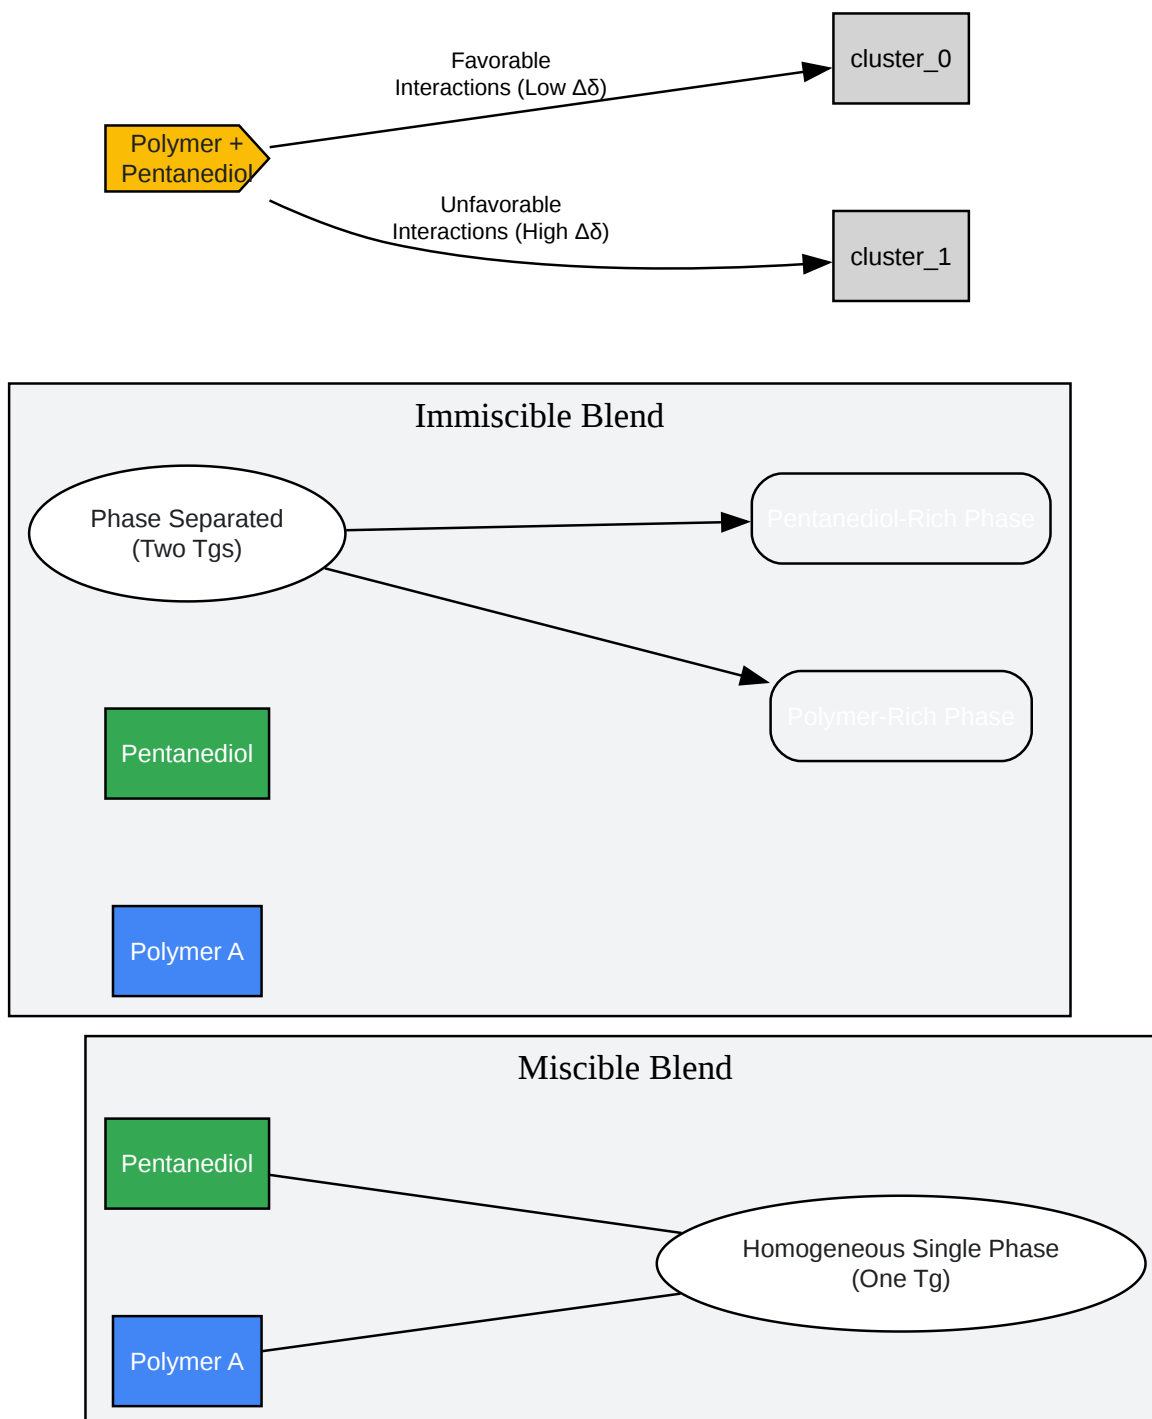 Favorable
Interactions (Low Δδ)
cluster_0
Polymer +
Pentanediol
Unfavorable
Interactions (High Δδ)
cluster_1
Immiscible Blend
Phase Separated
(Two Tgs)
Pentanediol-Rich Phase
Polymer-Rich Phase
Pentanediol
Polymer A
Miscible Blend
Pentanediol
Homogeneous Single Phase
(One Tg)
Polymer A